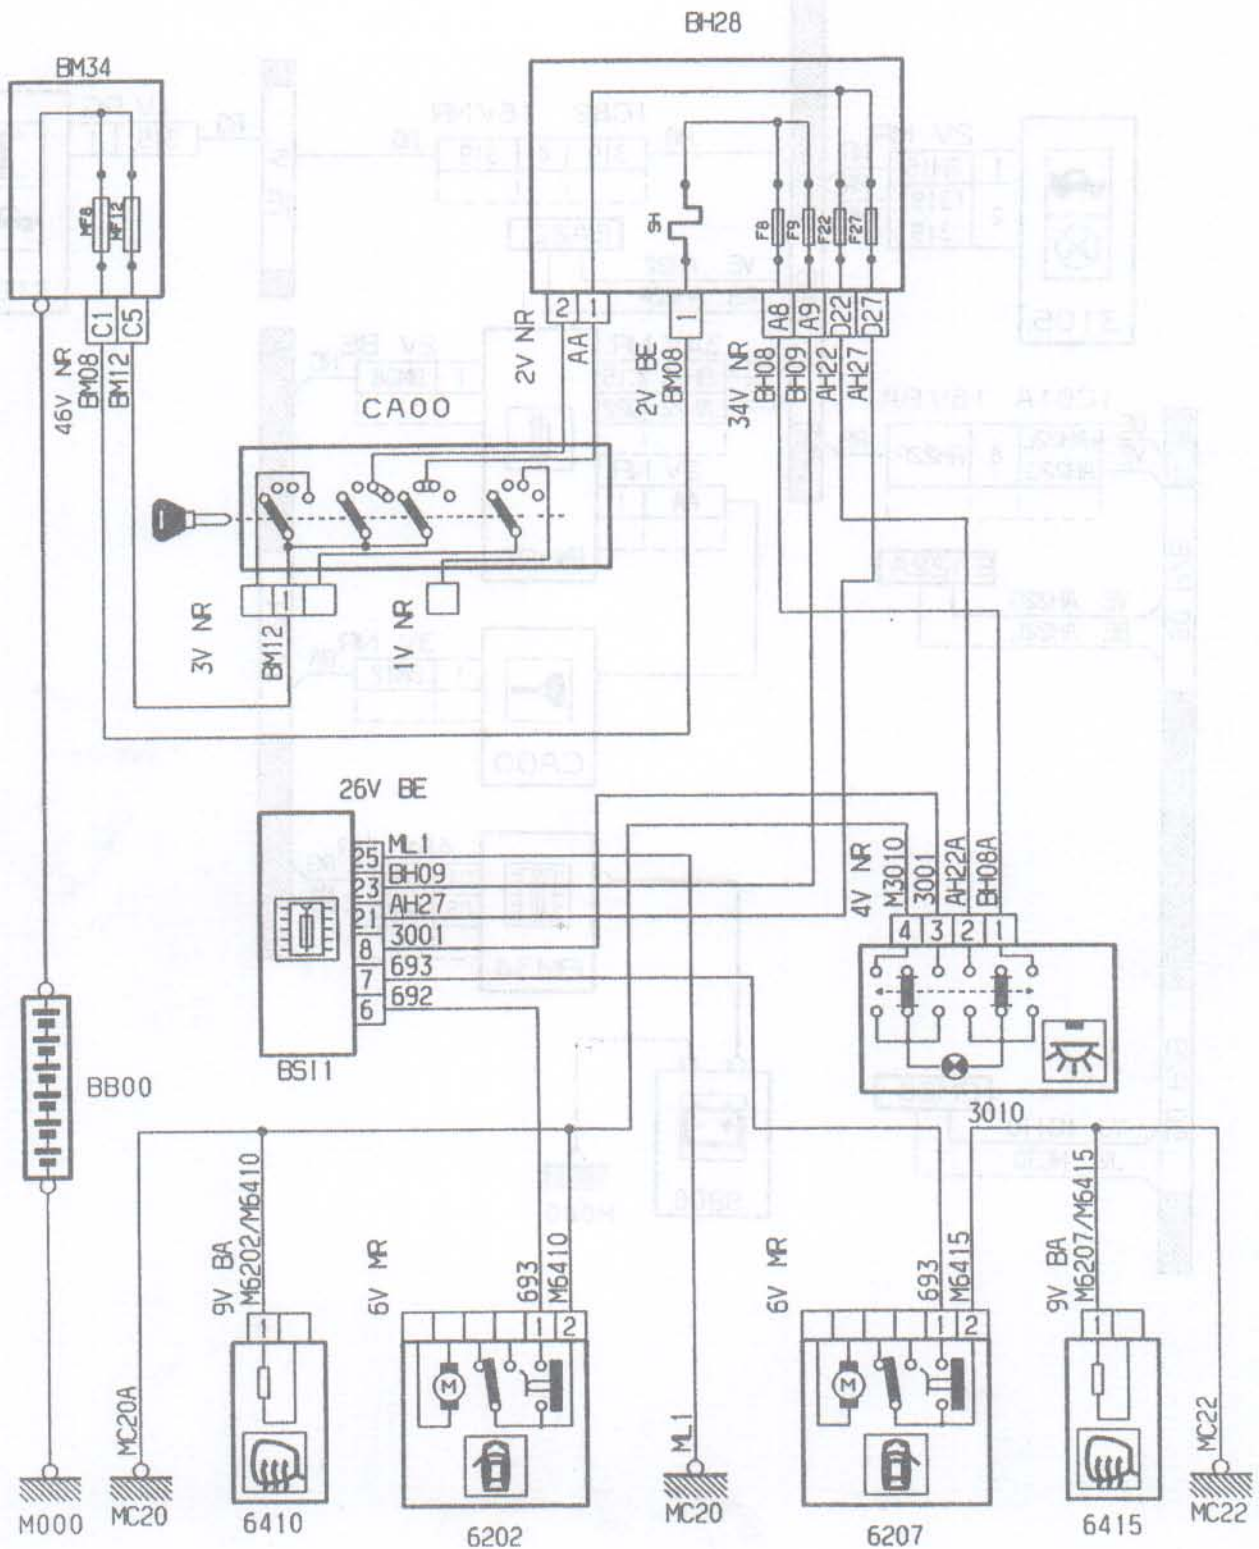 BH28
BM34
MF8
MF12
SH
F8
F9
F22
F27
C1
C5
2
1
1
A8
A9
D22
D27
46V NR
BM08
BM12
2V NR
AA
2V BE
BM08
34V NR
BH08
BH09
AH22
AH27
CA00
3V NR
BM12
1
1V NR
26V BE
25
ML1
23
BH09
21
AH27
8
3001
7
693
6
692
BSI1
4V NR
M3010
3001
AH22A
BH08A
4
3
2
1
3010
BB00
9V BA
M6202/M6410
1
6V MR
693
M6410
1
2
M
6V MR
693
M6415
1
2
M
9V BA
M6207/M6415
1
MC20A
ML1
MC22
M000
MC20
6410
6202
MC20
6207
6415
MC22